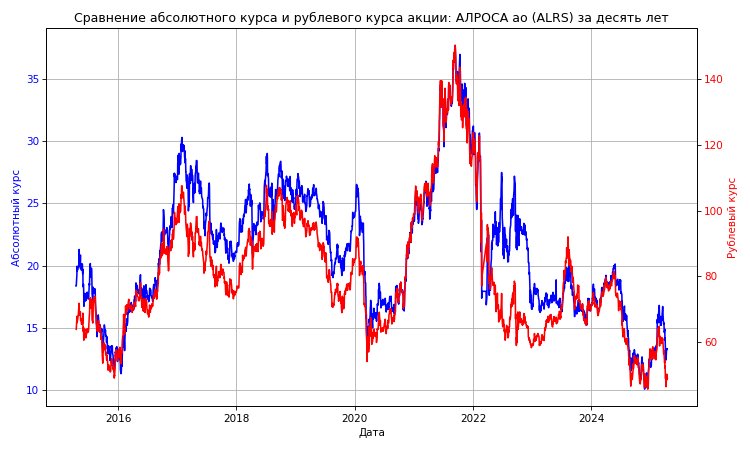 Сравнение абсолютного курса и рублевого курса акции: АЛРОСА ао (ALRS) за десять лет
Абсолютный курс
35
30
25
20
15
10
140
120
100
80
60
Рублевый курс
2016 2018 2020 2022 2024
Дата